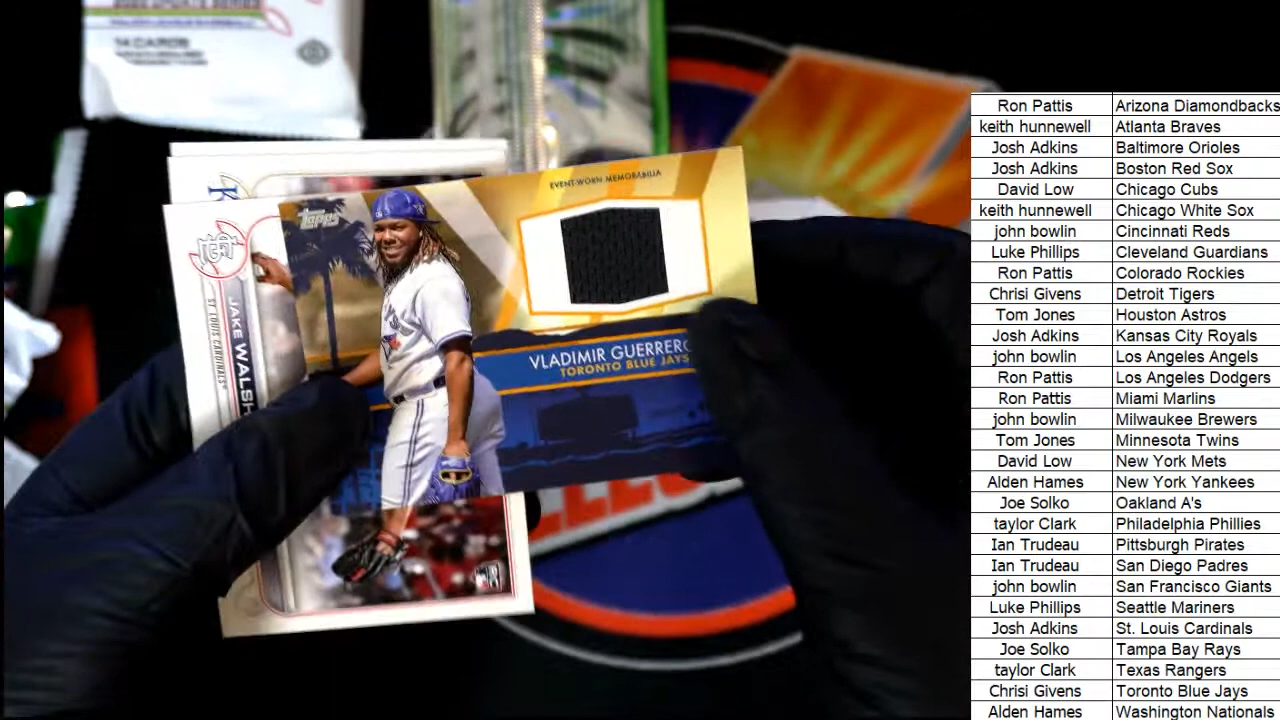 14 CARDS
EVENT-WORN MEMORABILIA
Topps
VLADIMIR GUERRERO
TORONTO BLUE JAYS
JAKE WALSH
ST. LOUIS CARDINALS
Ron Pattis Arizona Diamondbacks
keith hunnewell Atlanta Braves
Josh Adkins Baltimore Orioles
Josh Adkins Boston Red Sox
David Low Chicago Cubs
keith hunnewell Chicago White Sox
john bowlin Cincinnati Reds
Luke Phillips Cleveland Guardians
Ron Pattis Colorado Rockies
Chrisi Givens Detroit Tigers
Tom Jones Houston Astros
Josh Adkins Kansas City Royals
john bowlin Los Angeles Angels
Ron Pattis Los Angeles Dodgers
Ron Pattis Miami Marlins
john bowlin Milwaukee Brewers
Tom Jones Minnesota Twins
David Low New York Mets
Alden Hames New York Yankees
Joe Solko Oakland A's
taylor Clark Philadelphia Phillies
Ian Trudeau Pittsburgh Pirates
Ian Trudeau San Diego Padres
john bowlin San Francisco Giants
Luke Phillips Seattle Mariners
Josh Adkins St. Louis Cardinals
Joe Solko Tampa Bay Rays
taylor Clark Texas Rangers
Chrisi Givens Toronto Blue Jays
Alden Hames Washington Nationals